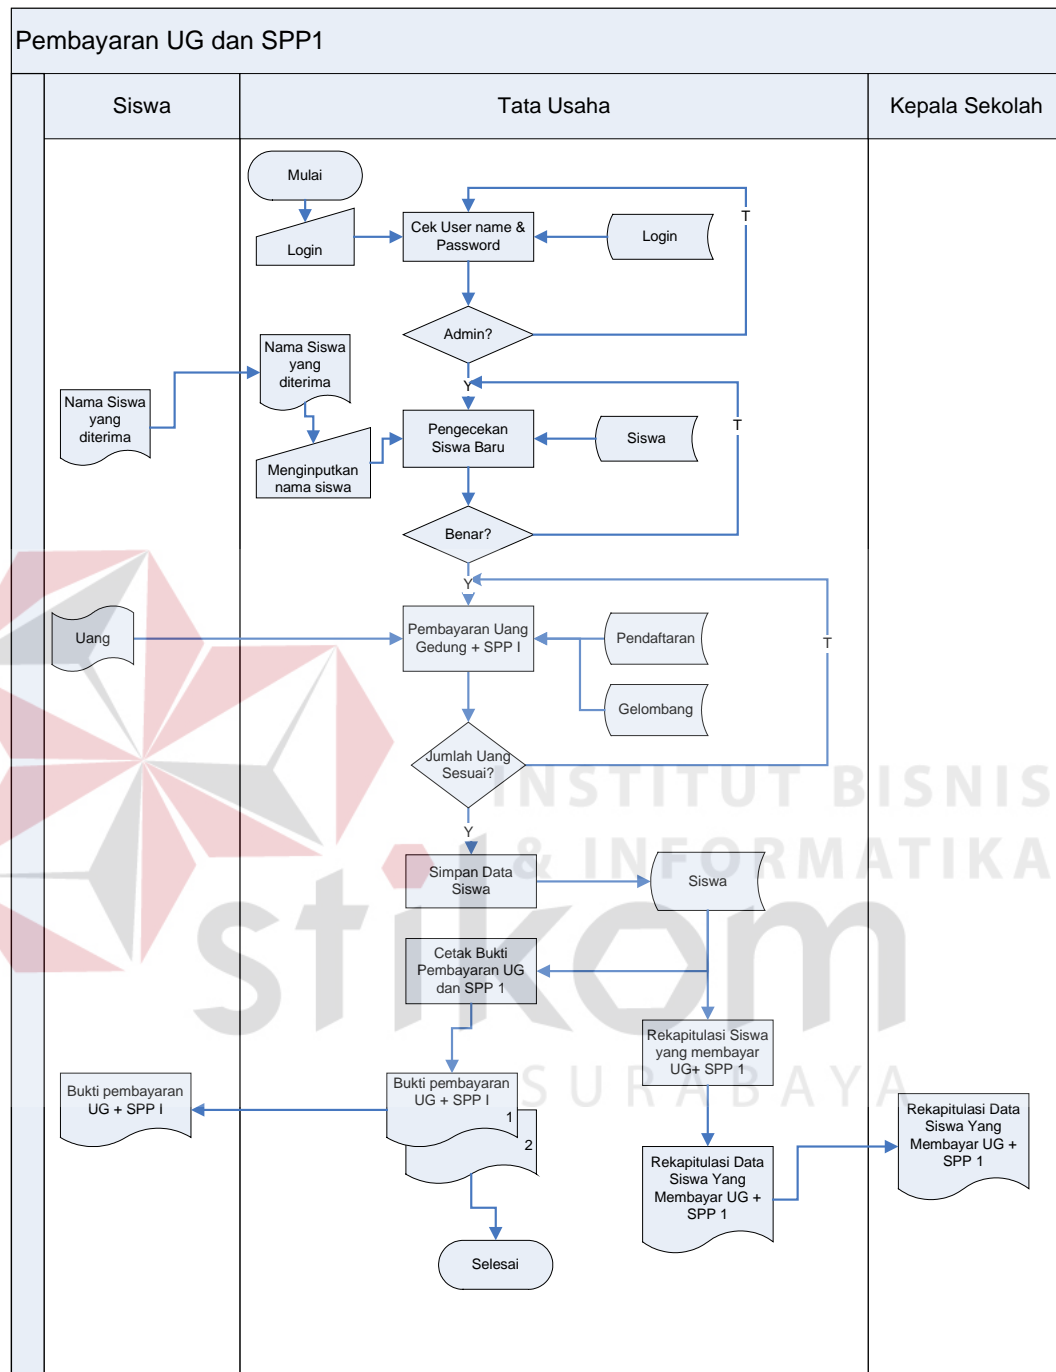 Pembayaran UG dan SPP1
Siswa
Tata Usaha
Kepala Sekolah
Mulai
Login
Cek User name &
Password
Login
T
Admin?
Y
Nama Siswa
yang
diterima
Nama Siswa
yang
diterima
Menginputkan
nama siswa
Pengecekan
Siswa Baru
Siswa
T
Benar?
Y
Uang
Pembayaran Uang
Gedung + SPP I
Pendaftaran
Gelombang
T
Jumlah Uang
Sesuai?
Y
Simpan Data
Siswa
Siswa
Cetak Bukti
Pembayaran UG
dan SPP 1
Rekapitulasi Siswa
yang membayar
UG+ SPP 1
Bukti pembayaran
UG + SPP I
Bukti pembayaran
UG + SPP I
1
2
Rekapitulasi Data
Siswa Yang
Membayar UG +
SPP 1
Rekapitulasi Data
Siswa Yang
Membayar UG +
SPP 1
Selesai
INSTITUT BISNIS
& INFORMATIKA
stikom
SURABAYA